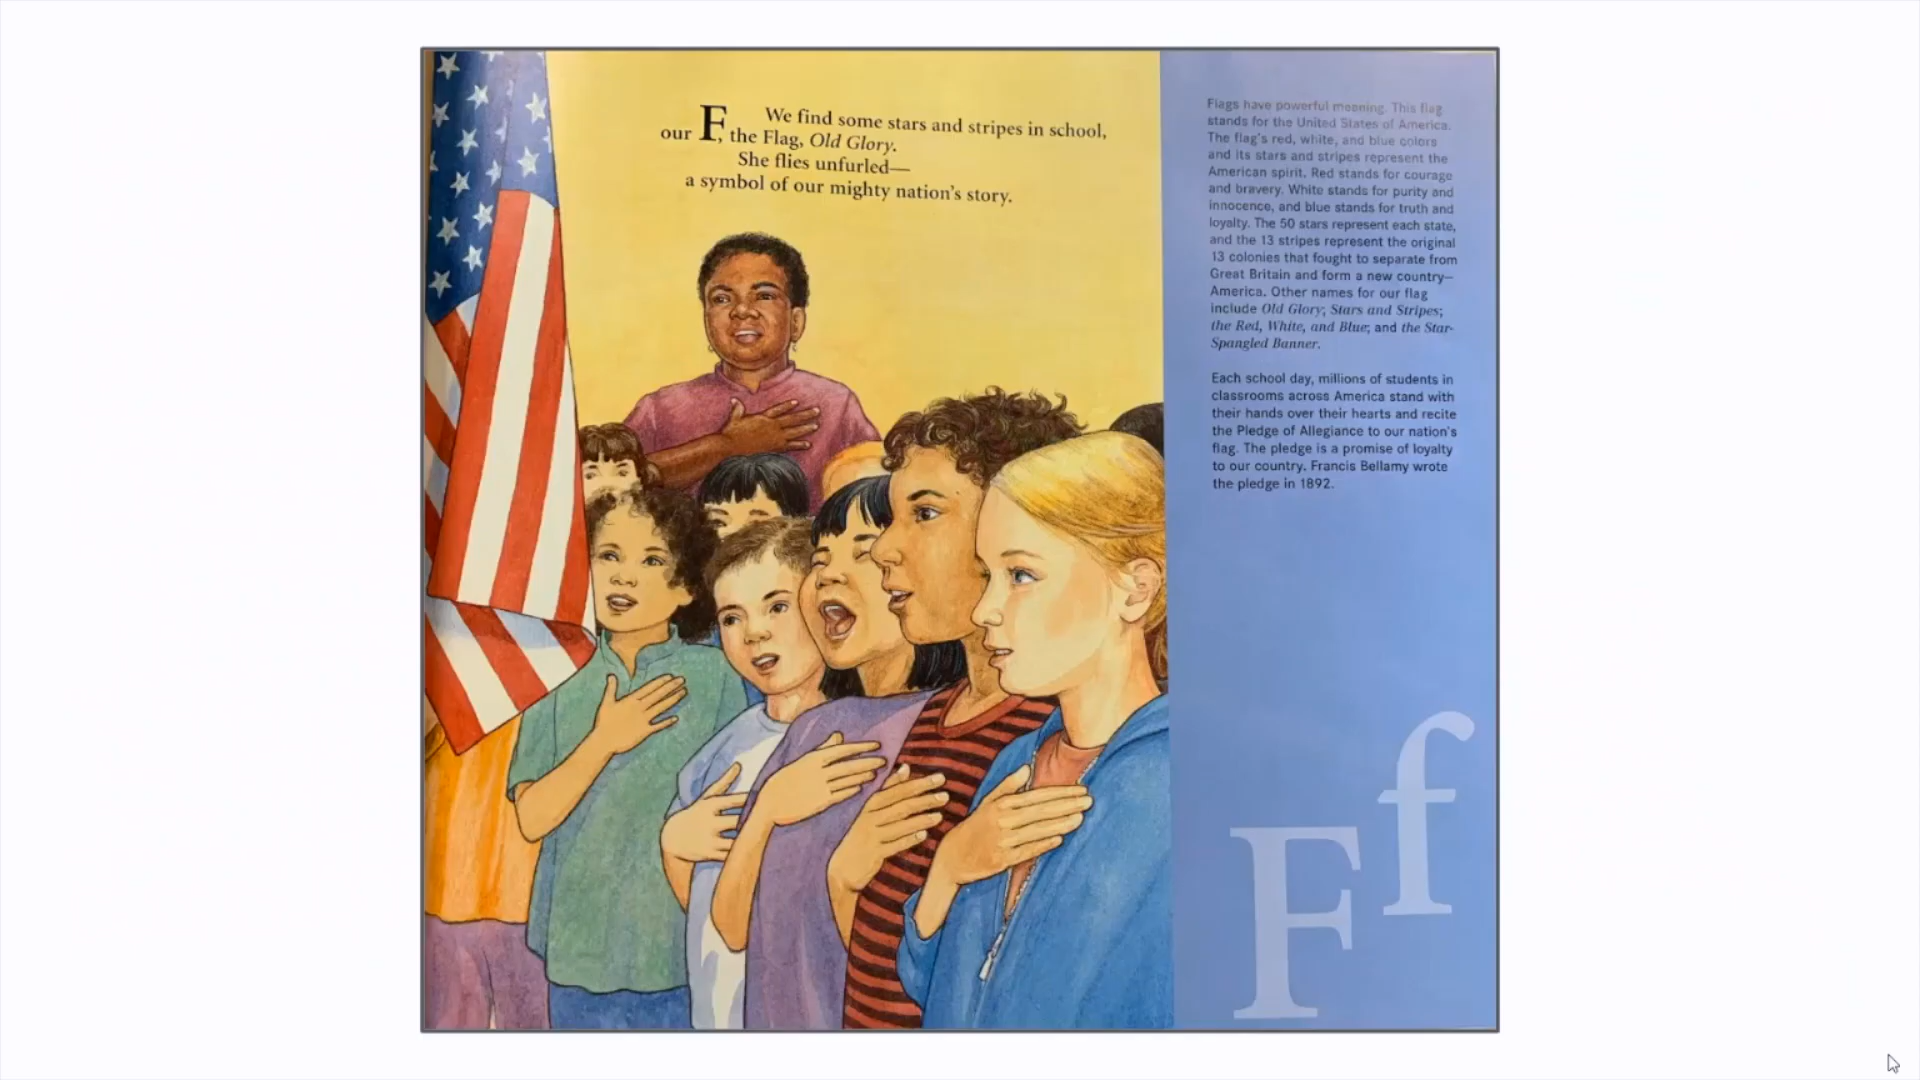 We find some stars and stripes in school,
our F, the Flag, Old Glory.
She flies unfurled—
a symbol of our mighty nation's story.
Flags have powerful meaning. This flag
stands for the United States of America.
The flag's red, white, and blue colors
and its stars and stripes represent the
American spirit. Red stands for courage
and bravery. White stands for purity and
innocence, and blue stands for truth and
loyalty. The 50 stars represent each state,
and the 13 stripes represent the original
13 colonies that fought to separate from
Great Britain and form a new country—
America. Other names for our flag
include Old Glory; Stars and Stripes;
the Red, White, and Blue; and the Star-
Spangled Banner.
Each school day, millions of students in
classrooms across America stand with
their hands over their hearts and recite
the Pledge of Allegiance to our nation's
flag. The pledge is a promise of loyalty
to our country. Francis Bellamy wrote
the pledge in 1892.
F f